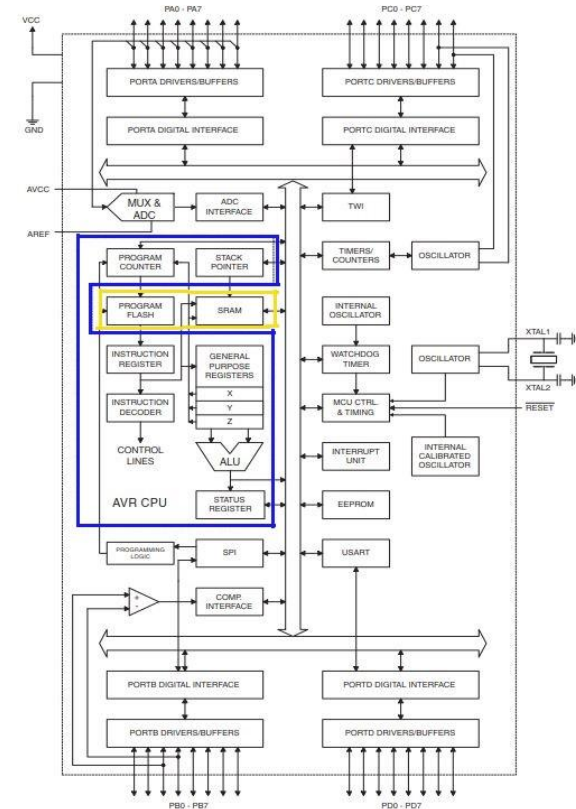 PA0 - PA7
PC0 - PC7
VCC
PORTA DRIVERS/BUFFERS
PORTC DRIVERS/BUFFERS
GND
PORTA DIGITAL INTERFACE
PORTC DIGITAL INTERFACE
AVCC
MUX &
ADC
ADC
INTERFACE
TWI
AREF
PROGRAM
COUNTER
STACK
POINTER
TIMERS/
COUNTERS
OSCILLATOR
PROGRAM
FLASH
SRAM
INTERNAL
OSCILLATOR
XTAL1
INSTRUCTION
REGISTER
GENERAL
PURPOSE
REGISTERS
WATCHDOG
TIMER
OSCILLATOR
XTAL2
X
INSTRUCTION
DECODER
Y
Z
MCU CTRL.
& TIMING
RESET
CONTROL
LINES
ALU
INTERRUPT
UNIT
INTERNAL
CALIBRATED
OSCILLATOR
AVR CPU
STATUS
REGISTER
EEPROM
PROGRAMMING
LOGIC
SPI
USART
+
-
COMP.
INTERFACE
PORTB DIGITAL INTERFACE
PORTD DIGITAL INTERFACE
PORTB DRIVERS/BUFFERS
PORTD DRIVERS/BUFFERS
PB0 - PB7
PD0 - PD7